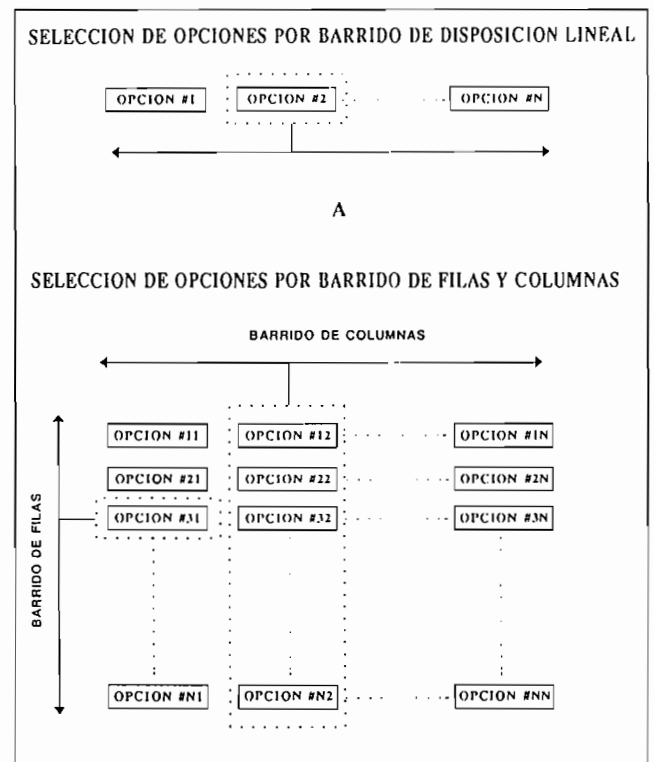 SELECCION DE OPCIONES POR BARRIDO DE DISPOSICION LINEAL
OPCION #1 OPCION #2 OPCION #N
A
SELECCION DE OPCIONES POR BARRIDO DE FILAS Y COLUMNAS
BARRIDO DE COLUMNAS
BARRIDO DE FILAS
OPCION #11 OPCION #12 OPCION #1N
OPCION #21 OPCION #22 OPCION #2N
OPCION #31 OPCION #32 OPCION #3N
OPCION #N1 OPCION #N2 OPCION #NN